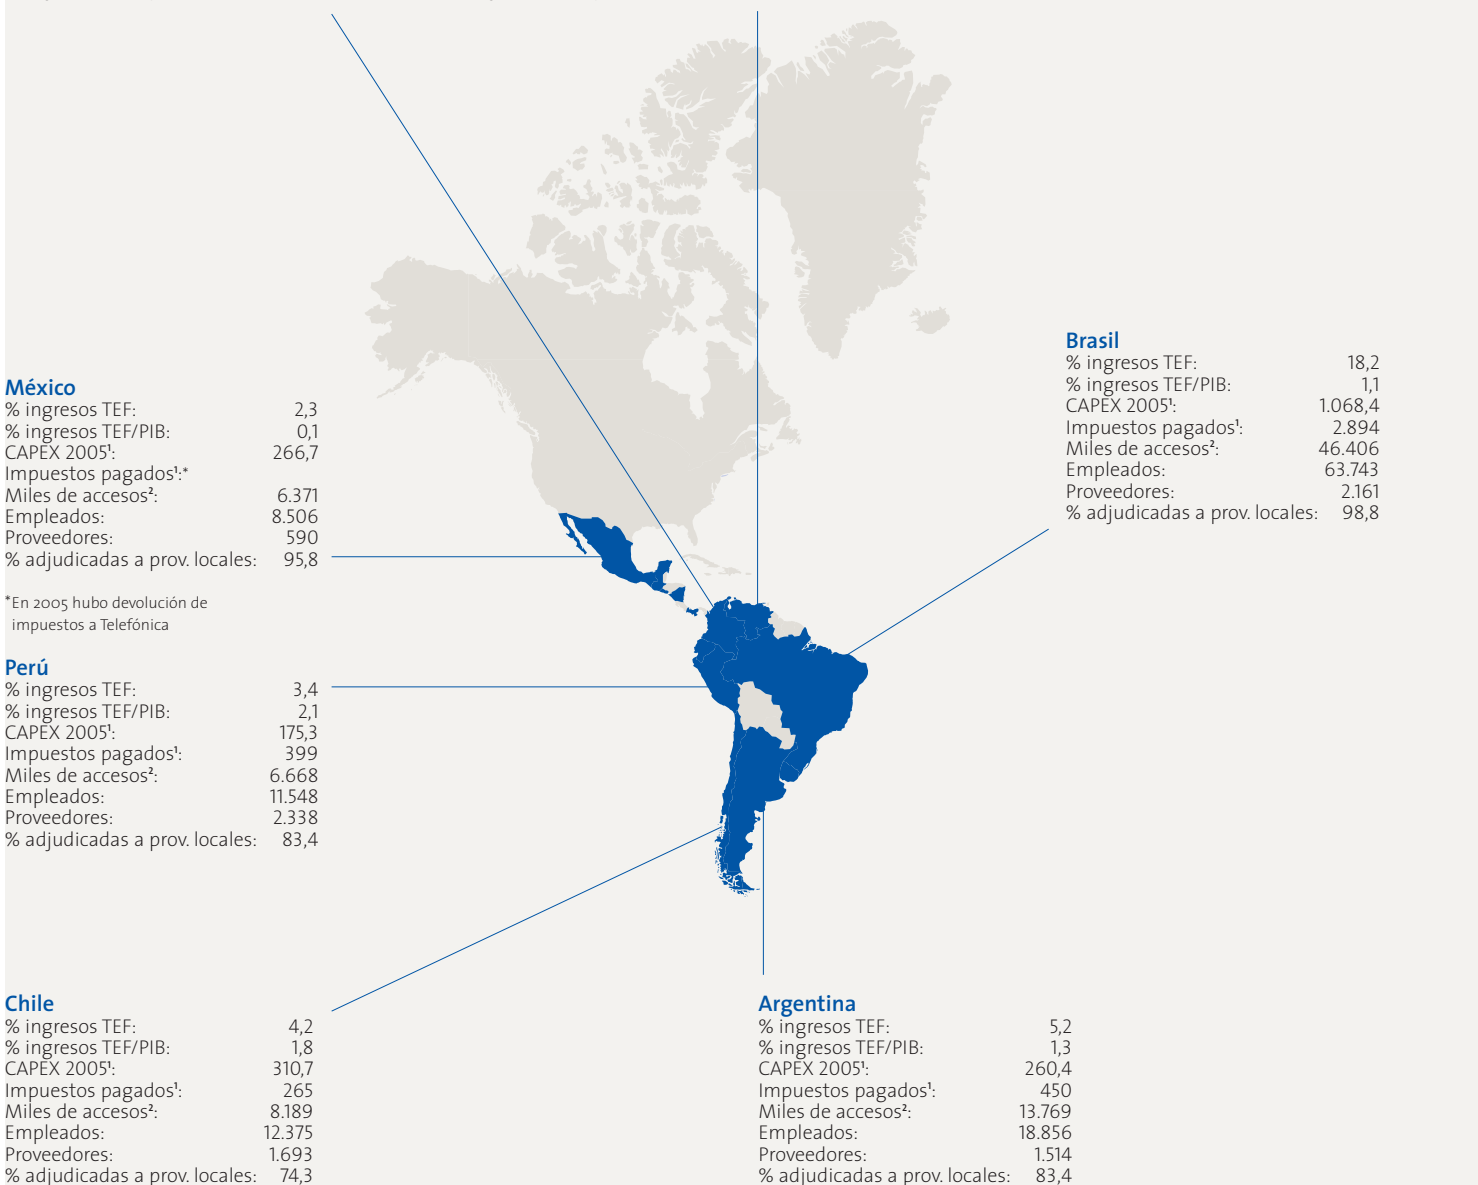 México
% ingresos TEF: 2,3
% ingresos TEF/PIB: 0,1
CAPEX 2005¹: 266,7
Impuestos pagados¹:*
Miles de accesos²: 6.371
Empleados: 8.506
Proveedores: 590
% adjudicadas a prov. locales: 95,8
*En 2005 hubo devolución de
impuestos a Telefónica
Perú
% ingresos TEF: 3,4
% ingresos TEF/PIB: 2,1
CAPEX 2005¹: 175,3
Impuestos pagados¹: 399
Miles de accesos²: 6.668
Empleados: 11.548
Proveedores: 2.338
% adjudicadas a prov. locales: 83,4
Brasil
% ingresos TEF: 18,2
% ingresos TEF/PIB: 1,1
CAPEX 2005¹: 1.068,4
Impuestos pagados¹: 2.894
Miles de accesos²: 46.406
Empleados: 63.743
Proveedores: 2.161
% adjudicadas a prov. locales: 98,8
Chile
% ingresos TEF: 4,2
% ingresos TEF/PIB: 1,8
CAPEX 2005¹: 310,7
Impuestos pagados¹: 265
Miles de accesos²: 8.189
Empleados: 12.375
Proveedores: 1.693
% adjudicadas a prov. locales: 74,3
Argentina
% ingresos TEF: 5,2
% ingresos TEF/PIB: 1,3
CAPEX 2005¹: 260,4
Impuestos pagados¹: 450
Miles de accesos²: 13.769
Empleados: 18.856
Proveedores: 1.514
% adjudicadas a prov. locales: 83,4